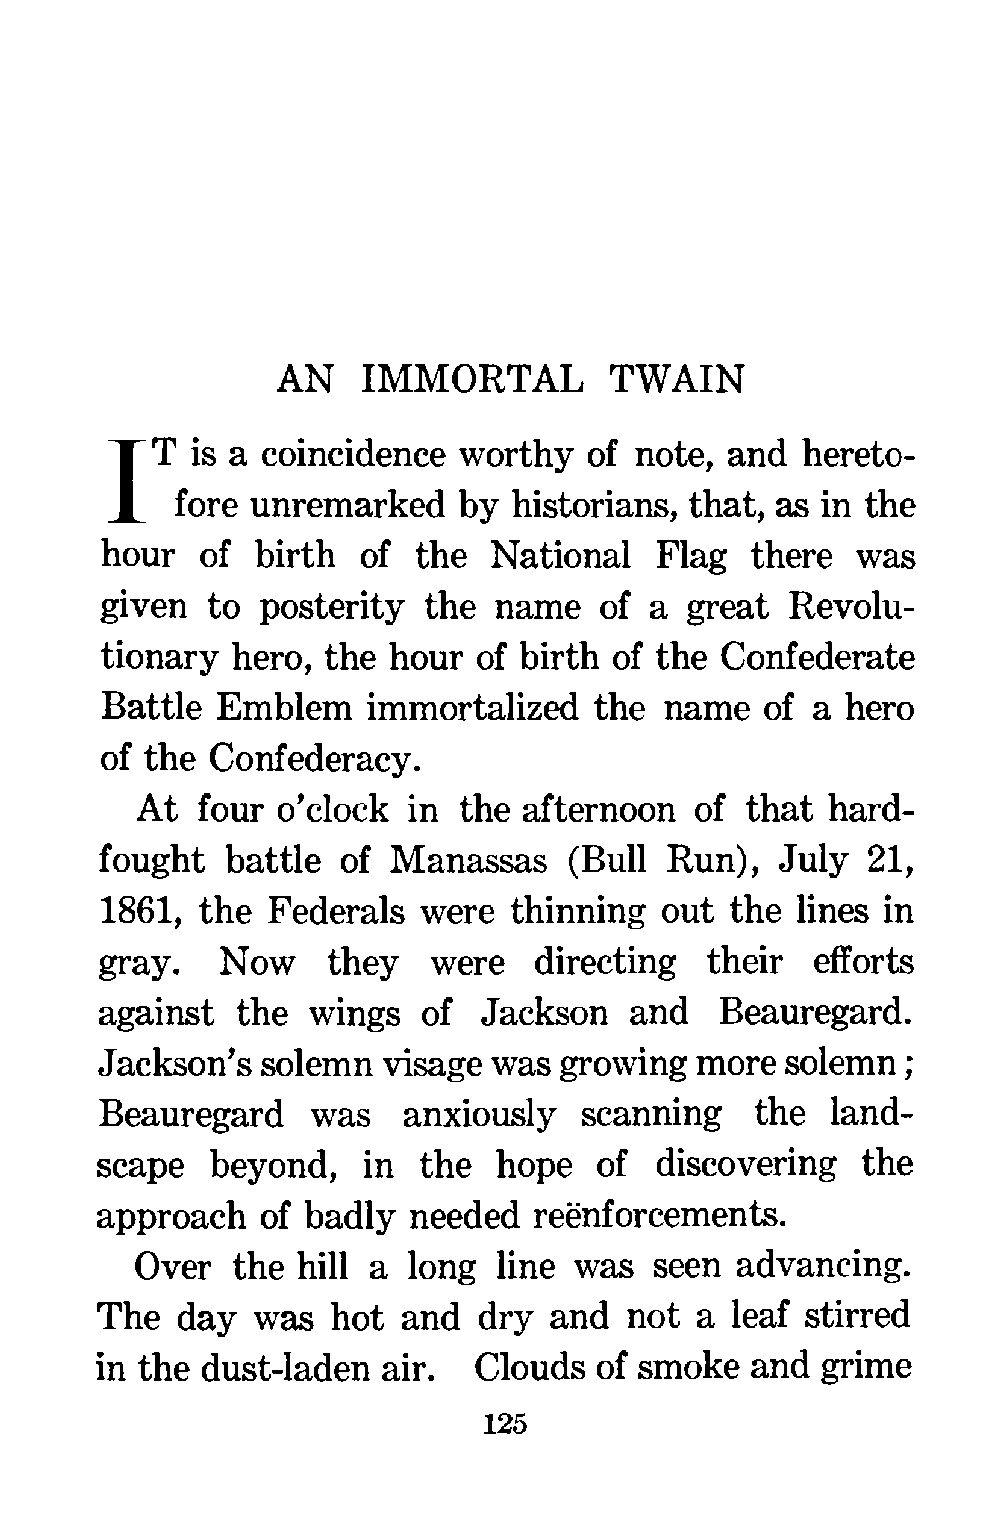 AN IMMORTAL TWAIN
IT is a coincidence worthy of note, and hereto-
fore unremarked by historians, that, as in the
hour of birth of the National Flag there was
given to posterity the name of a great Revolu-
tionary hero, the hour of birth of the Confederate
Battle Emblem immortalized the name of a hero
of the Confederacy.
At four o'clock in the afternoon of that hard-
fought battle of Manassas (Bull Run), July 21,
1861, the Federals were thinning out the lines in
gray. Now they were directing their efforts
against the wings of Jackson and Beauregard.
Jackson's solemn visage was growing more solemn;
Beauregard was anxiously scanning the land-
scape beyond, in the hope of discovering the
approach of badly needed reënforcements.
Over the hill a long line was seen advancing.
The day was hot and dry and not a leaf stirred
in the dust-laden air. Clouds of smoke and grime
125